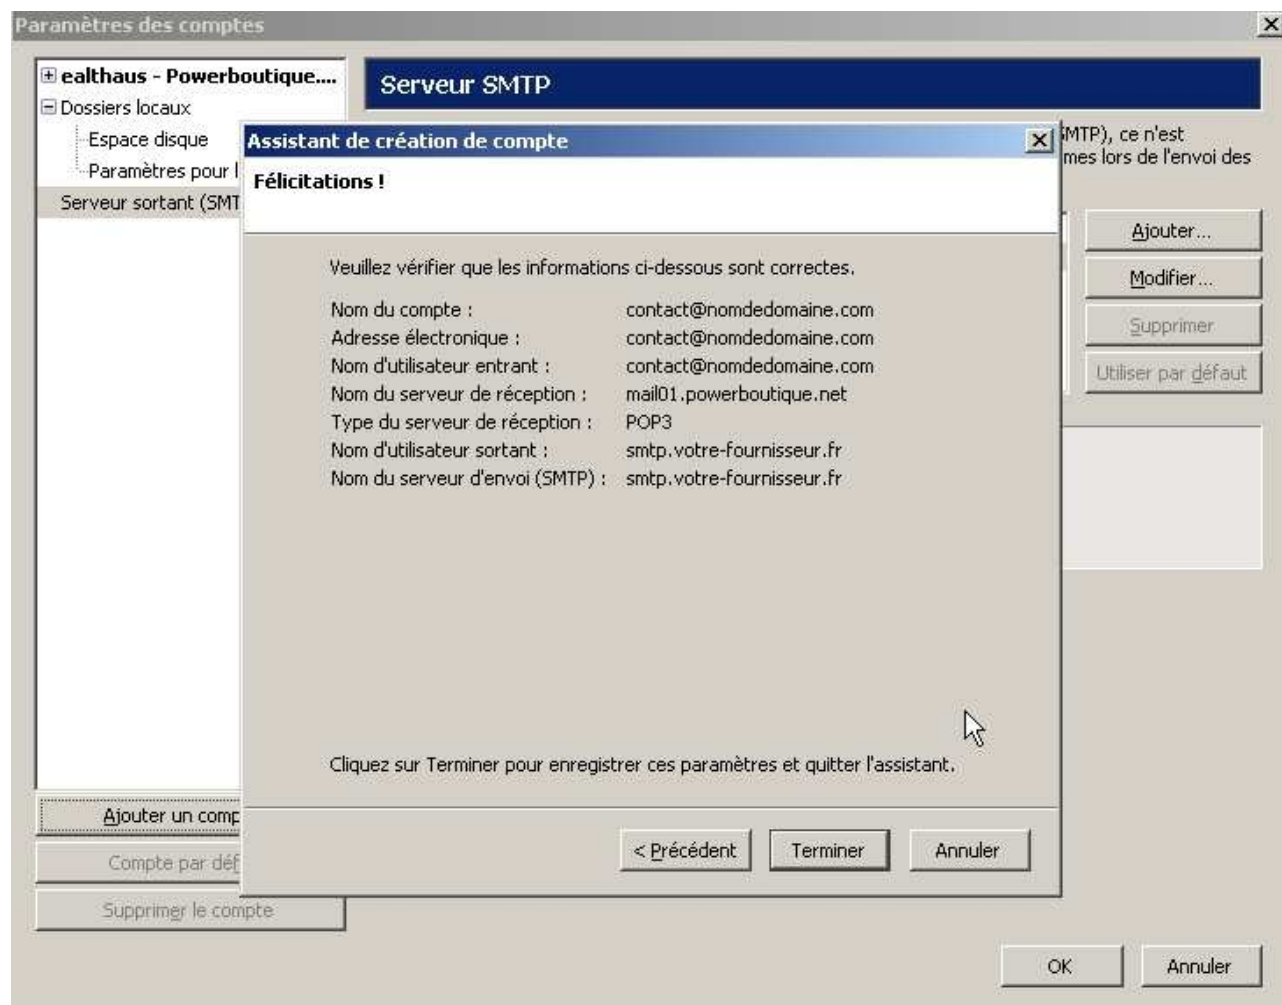 Paramètres des comptes
ealthaus - Powerboutique....
Dossiers locaux
Espace disque
Paramètres pour
Serveur sortant (SMT
Serveur SMTP
SMTP), ce n'est
mes lors de l'envoi des
Ajouter...
Modifier...
Supprimer
Utiliser par défaut
Assistant de création de compte
Félicitations !
Veuillez vérifier que les informations ci-dessous sont correctes.
Nom du compte : contact@nomdedomaine.com
Adresse électronique : contact@nomdedomaine.com
Nom d'utilisateur entrant : contact@nomdedomaine.com
Nom du serveur de réception : mail01.powerboutique.net
Type du serveur de réception : POP3
Nom d'utilisateur sortant : smtp.votre-fournisseur.fr
Nom du serveur d'envoi (SMTP) : smtp.votre-fournisseur.fr
Cliquez sur Terminer pour enregistrer ces paramètres et quitter l'assistant.
< Précédent Terminer Annuler
Ajouter un comp
Compte par déf
Supprimer le compte
OK Annuler